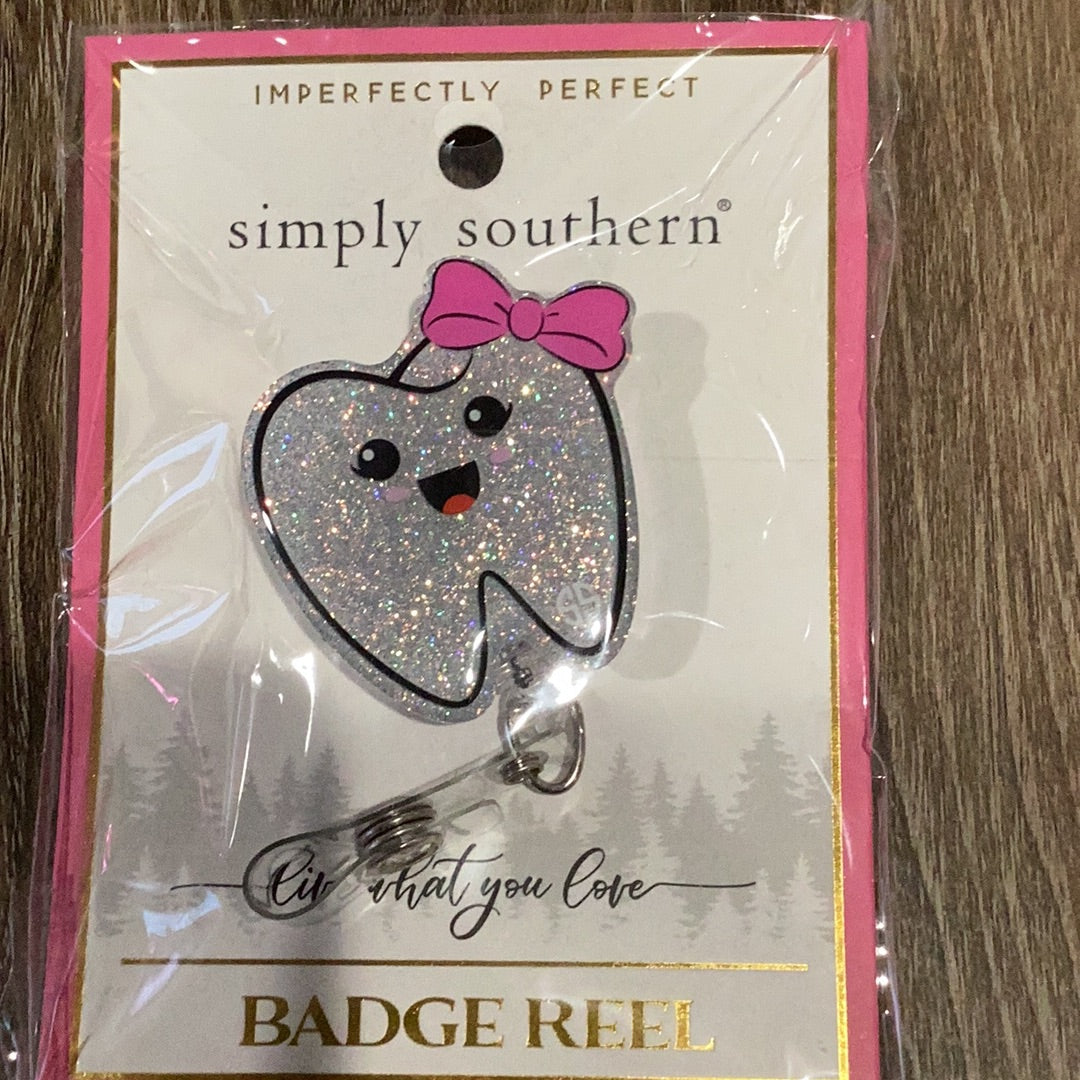 IMPERFECTLY PERFECT
simply southern®
what you love
BADGE REEL